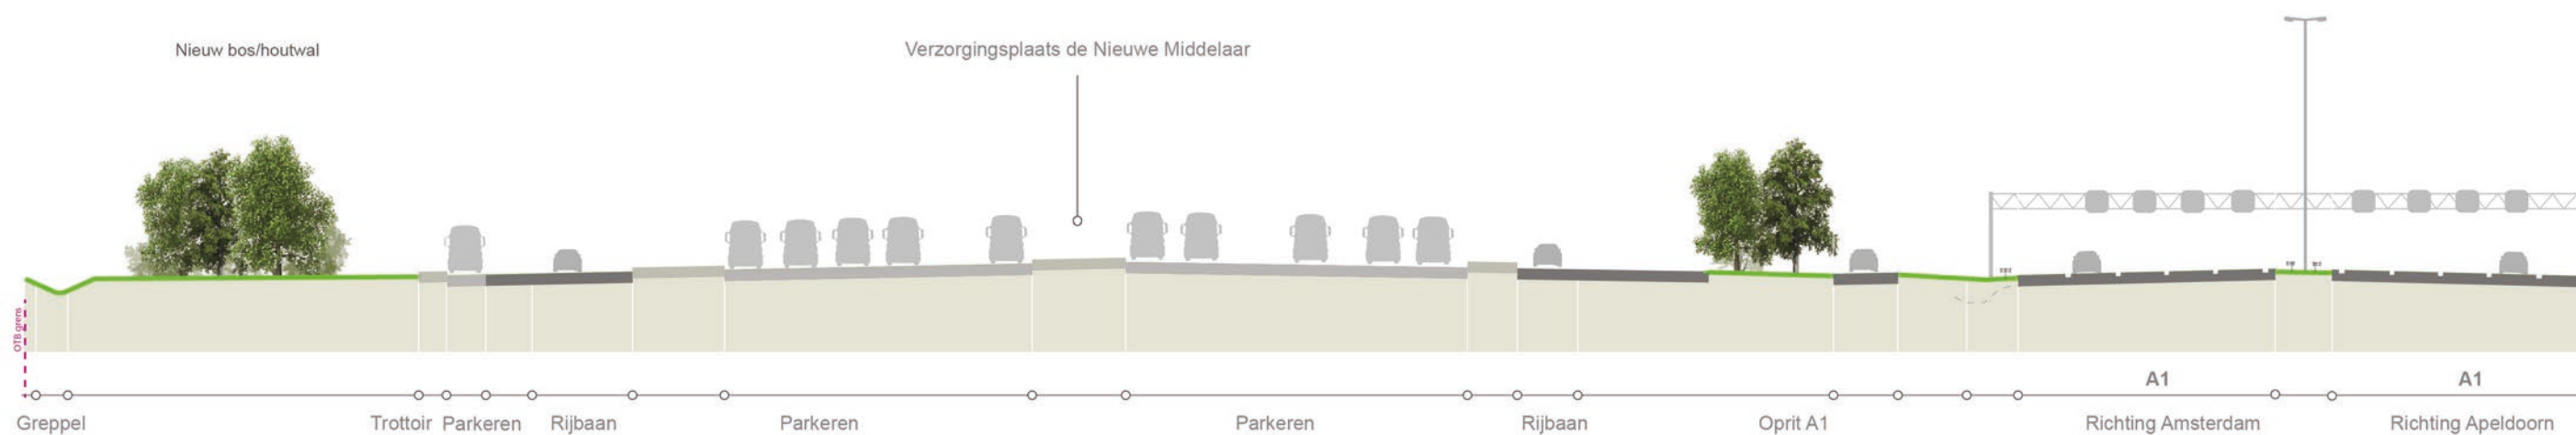 Nieuw bos/houtwal
Verzorgingsplaats de Nieuwe Middelaar
OTB grens
A1
A1
Greppel
Trottoir
Parkeren
Rijbaan
Parkeren
Parkeren
Rijbaan
Oprit A1
Richting Amsterdam
Richting Apeldoorn